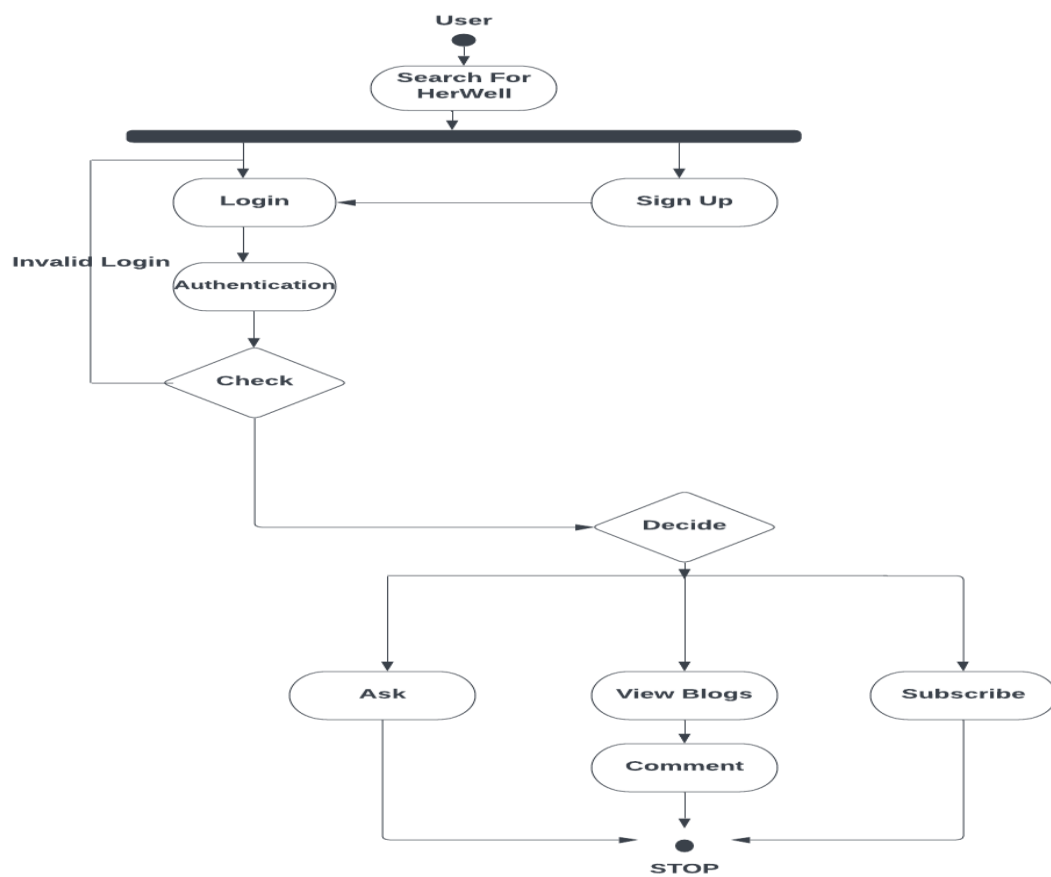 User
Search For
HerWell
Login
Sign Up
Invalid Login
Authentication
Check
Decide
Ask
View Blogs
Subscribe
Comment
STOP